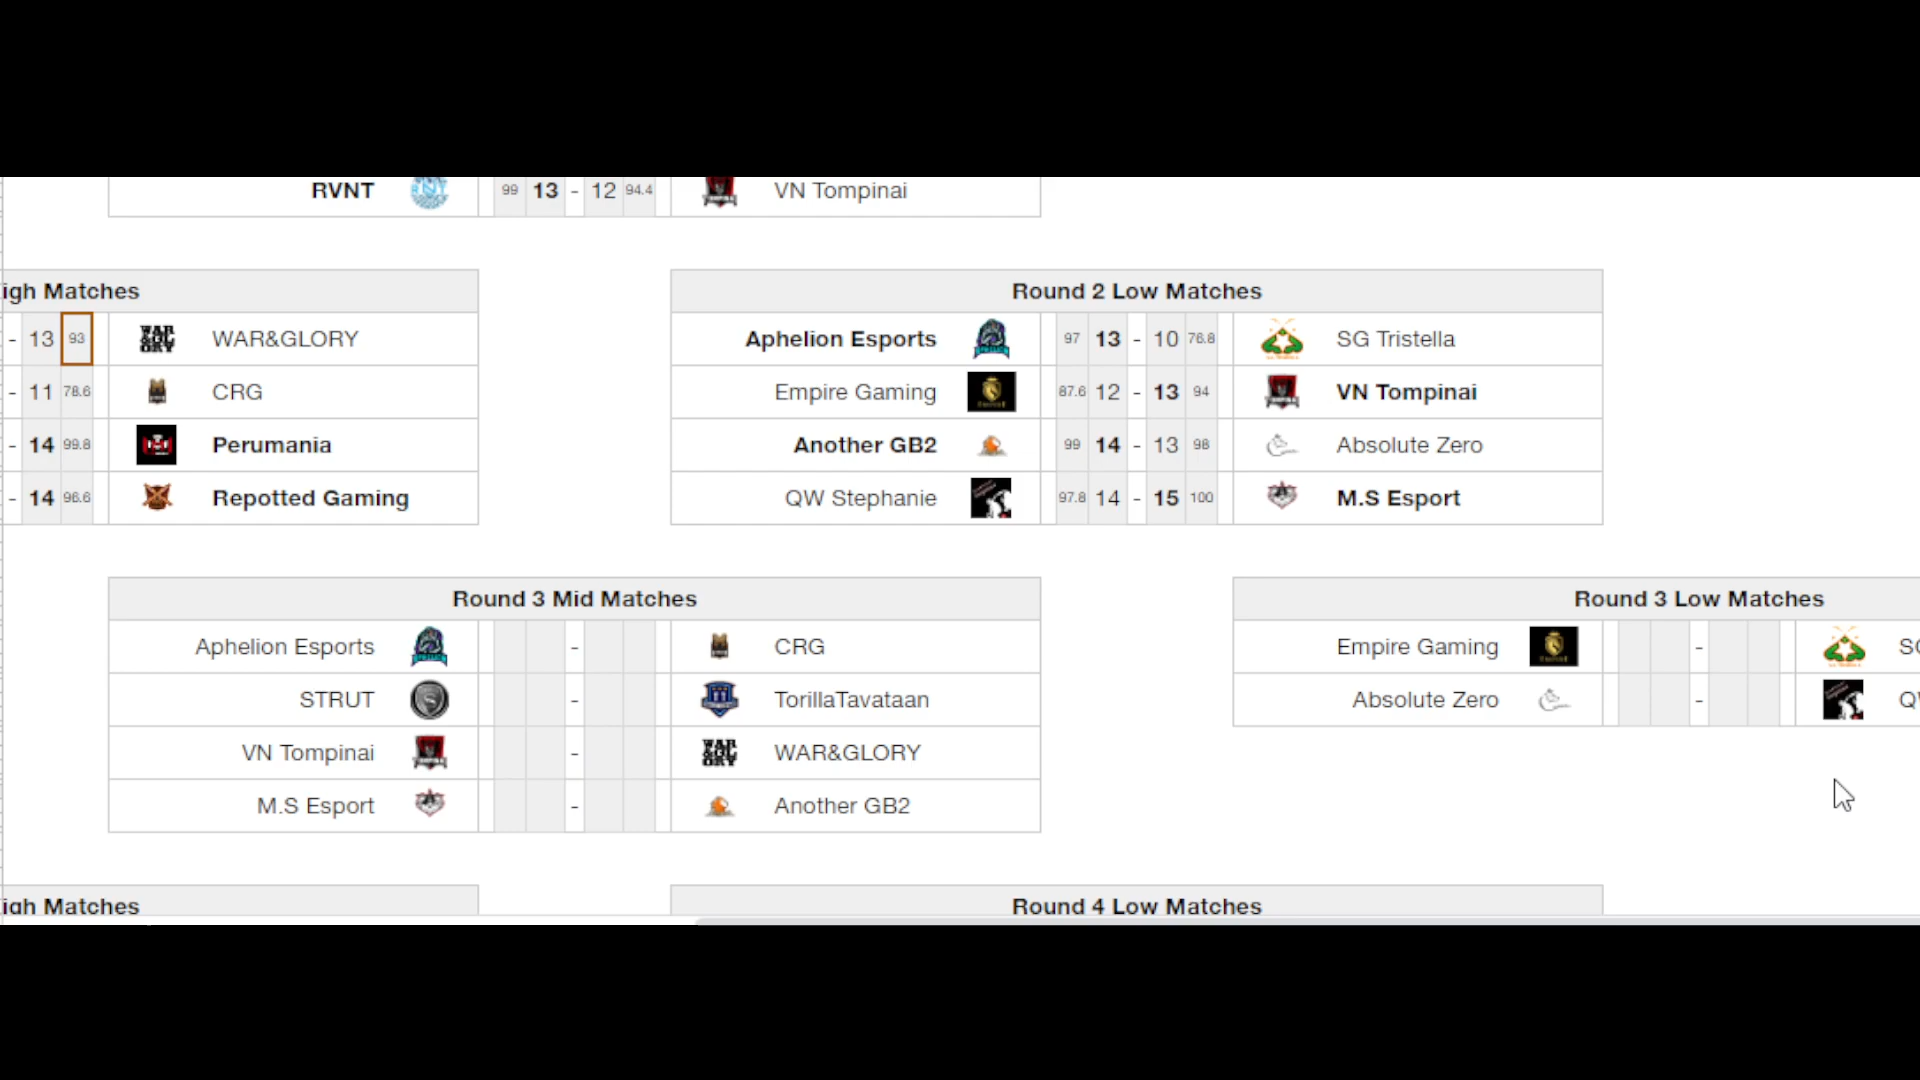 RVNT 99 13 - 12 94.4 VN Tompinai
igh Matches
- 13 93 WAR&GLORY
- 11 78.6 CRG
- 14 99.8 Perumania
- 14 96.6 Repotted Gaming
Round 2 Low Matches
Aphelion Esports 97 13 - 10 76.8 SG Tristella
Empire Gaming 87.6 12 - 13 94 VN Tompinai
Another GB2 99 14 - 13 98 Absolute Zero
QW Stephanie 97.8 14 - 15 100 M.S Esport
Round 3 Mid Matches
Aphelion Esports - CRG
STRUT - TorillaTavataan
VN Tompinai - WAR&GLORY
M.S Esport - Another GB2
Round 3 Low Matches
Empire Gaming - SG
Absolute Zero - QW
igh Matches
Round 4 Low Matches